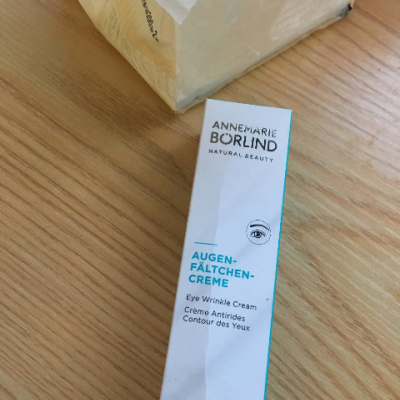 ANNEMARIE
BÖRLIND
NATURAL BEAUTY
AUGEN-
FÄLTCHEN-
CREME
Eye Wrinkle Cream
Crème Antirides
Contour des Yeux